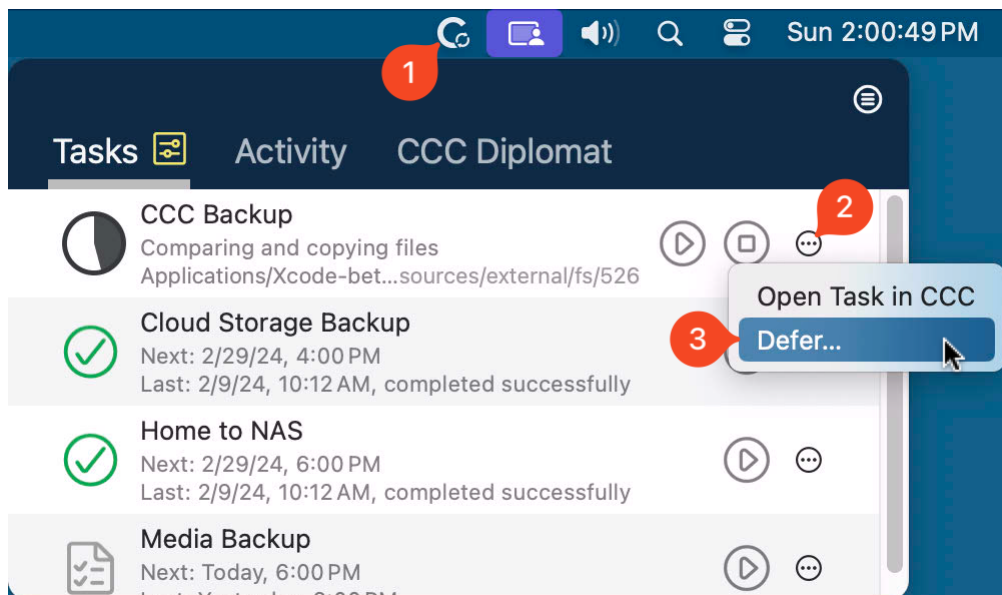 Sun 2:00:49 PM
1
Tasks Activity CCC Diplomat
CCC Backup
2
Comparing and copying files
Applications/Xcode-bet...sources/external/fs/526
Open Task in CCC
Cloud Storage Backup
3 Defer...
Next: 2/29/24, 4:00 PM
Last: 2/9/24, 10:12 AM, completed successfully
Home to NAS
Next: 2/29/24, 6:00 PM
Last: 2/9/24, 10:12 AM, completed successfully
Media Backup
Next: Today, 6:00 PM